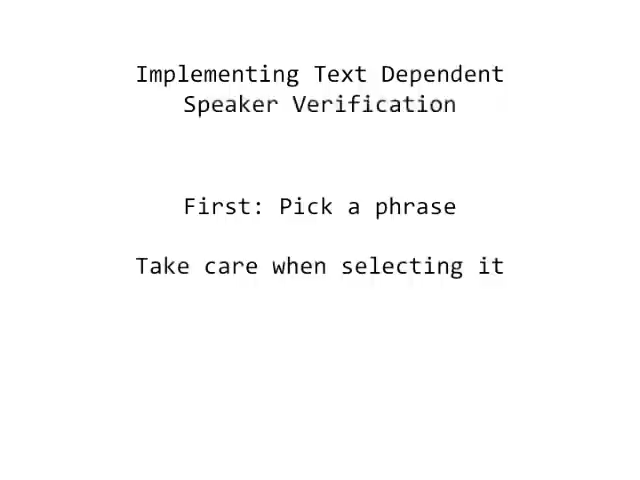 Implementing Text Dependent
Speaker Verification
First: Pick a phrase
Take care when selecting it